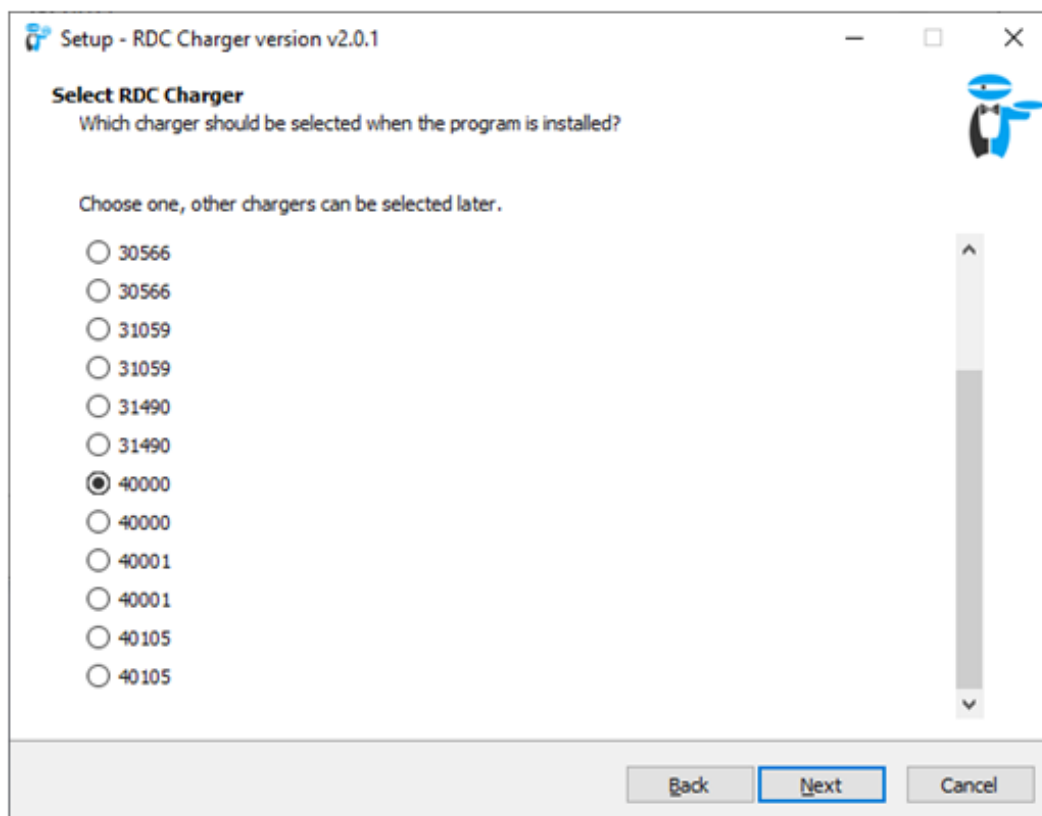 Setup - RDC Charger version v2.0.1
Select RDC Charger
Which charger should be selected when the program is installed?
Choose one, other chargers can be selected later.
30566
30566
31059
31059
31490
31490
40000
40000
40001
40001
40105
40105
Back Next Cancel